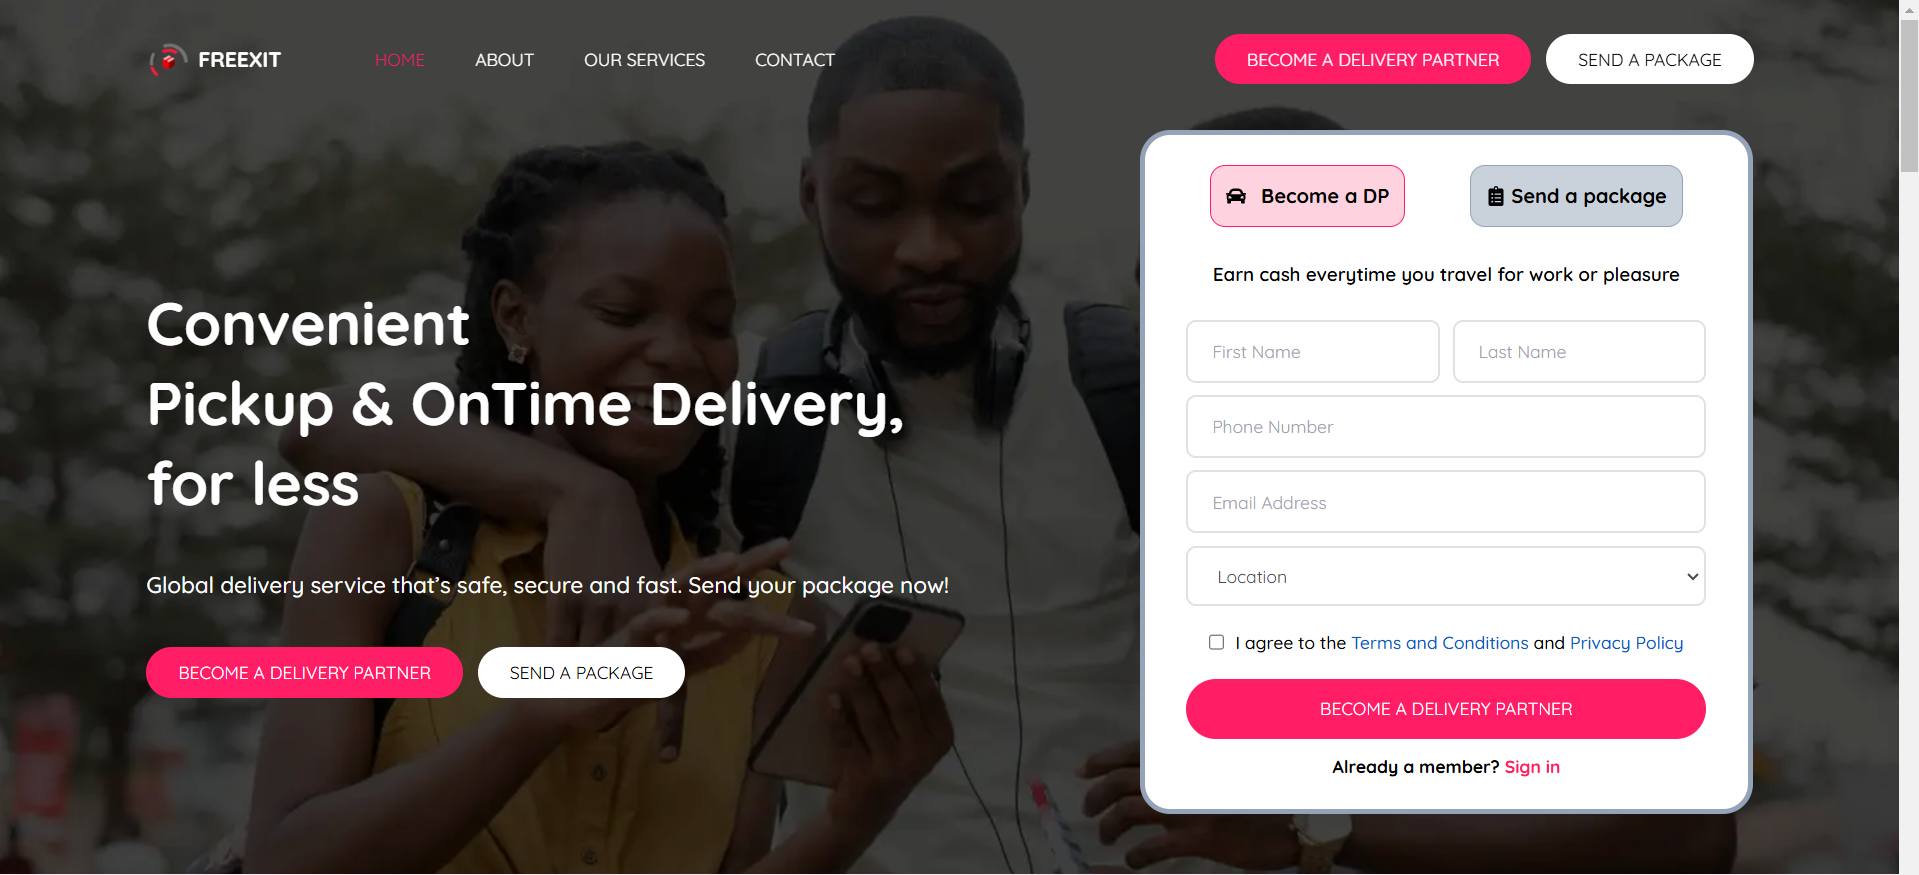 FREEXIT
HOME
ABOUT
OUR SERVICES
CONTACT
BECOME A DELIVERY PARTNER
SEND A PACKAGE
Convenient
Pickup & OnTime Delivery,
for less
Global delivery service that’s safe, secure and fast. Send your package now!
BECOME A DELIVERY PARTNER
SEND A PACKAGE
Become a DP
Send a package
Earn cash everytime you travel for work or pleasure
First Name
Last Name
Phone Number
Email Address
Location
I agree to the Terms and Conditions and Privacy Policy
BECOME A DELIVERY PARTNER
Already a member? Sign in